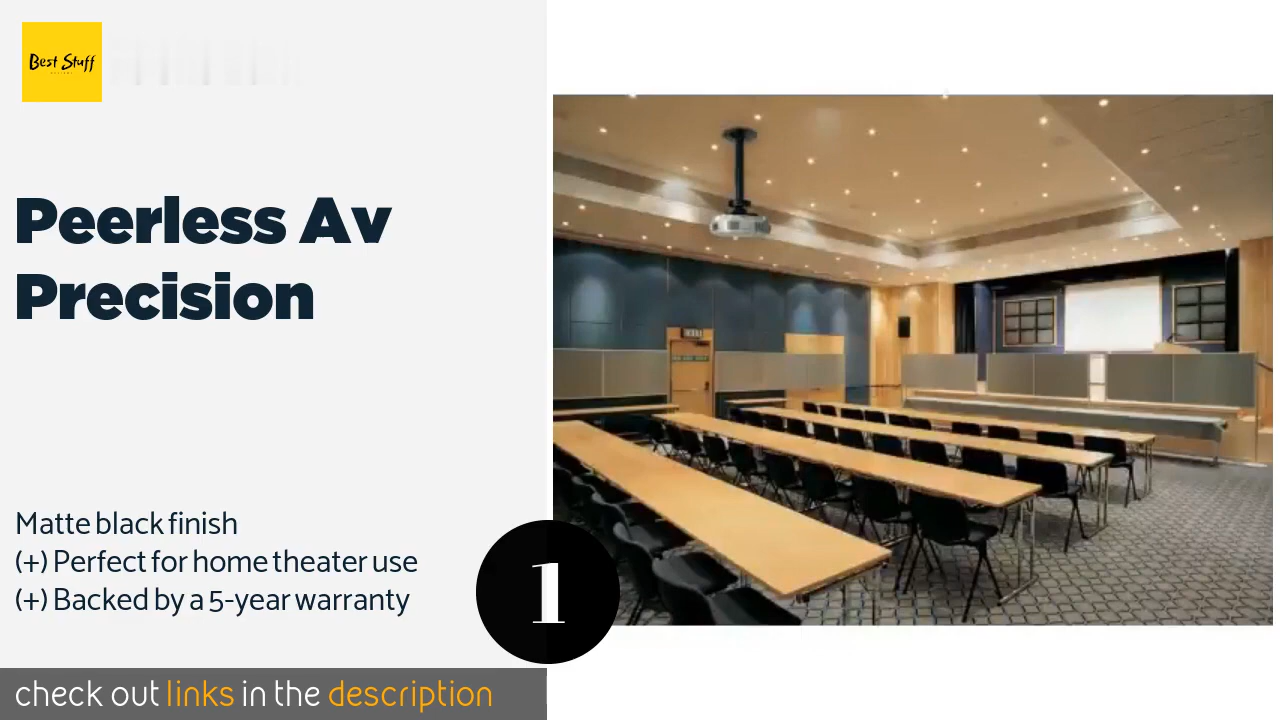 Best Stuff
Peerless Av
Precision
Matte black finish
(+) Perfect for home theater use
(+) Backed by a 5-year warranty
1
check out links in the description